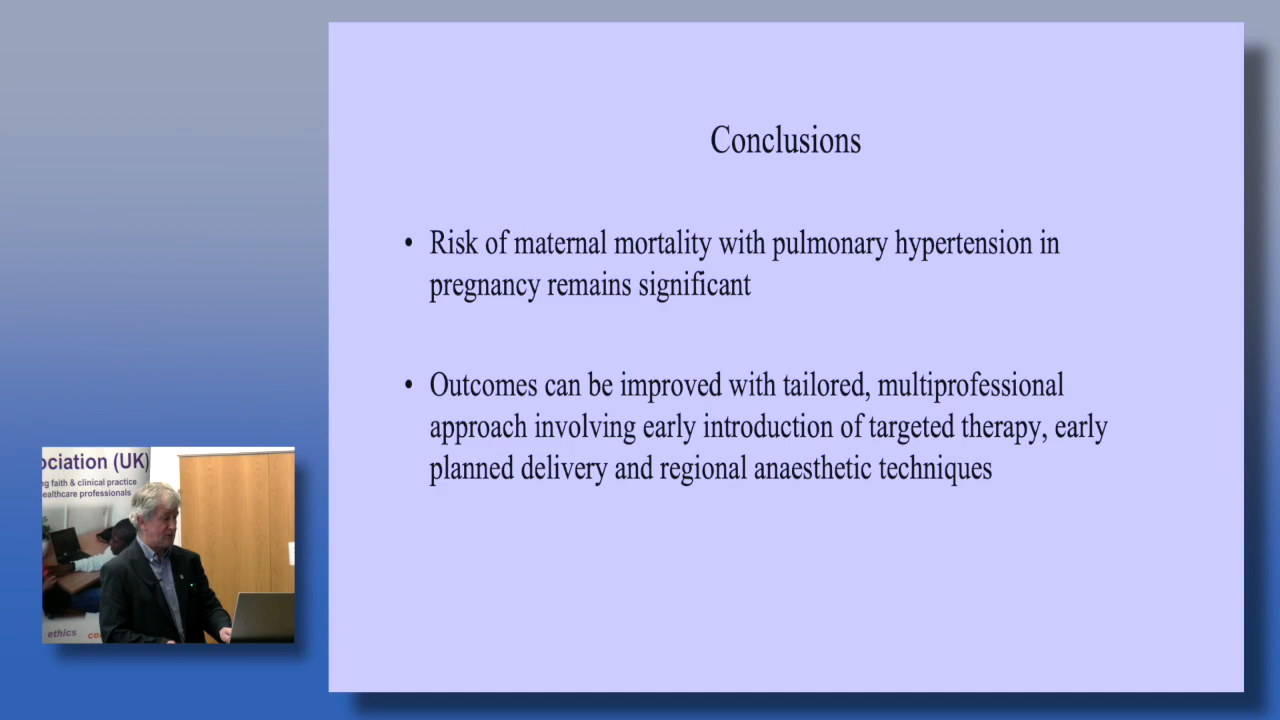 Conclusions
• Risk of maternal mortality with pulmonary hypertension in
pregnancy remains significant
• Outcomes can be improved with tailored, multiprofessional
approach involving early introduction of targeted therapy, early
planned delivery and regional anaesthetic techniques
ociation (UK)
ng faith & clinical practice
ealthcare professionals
ethics